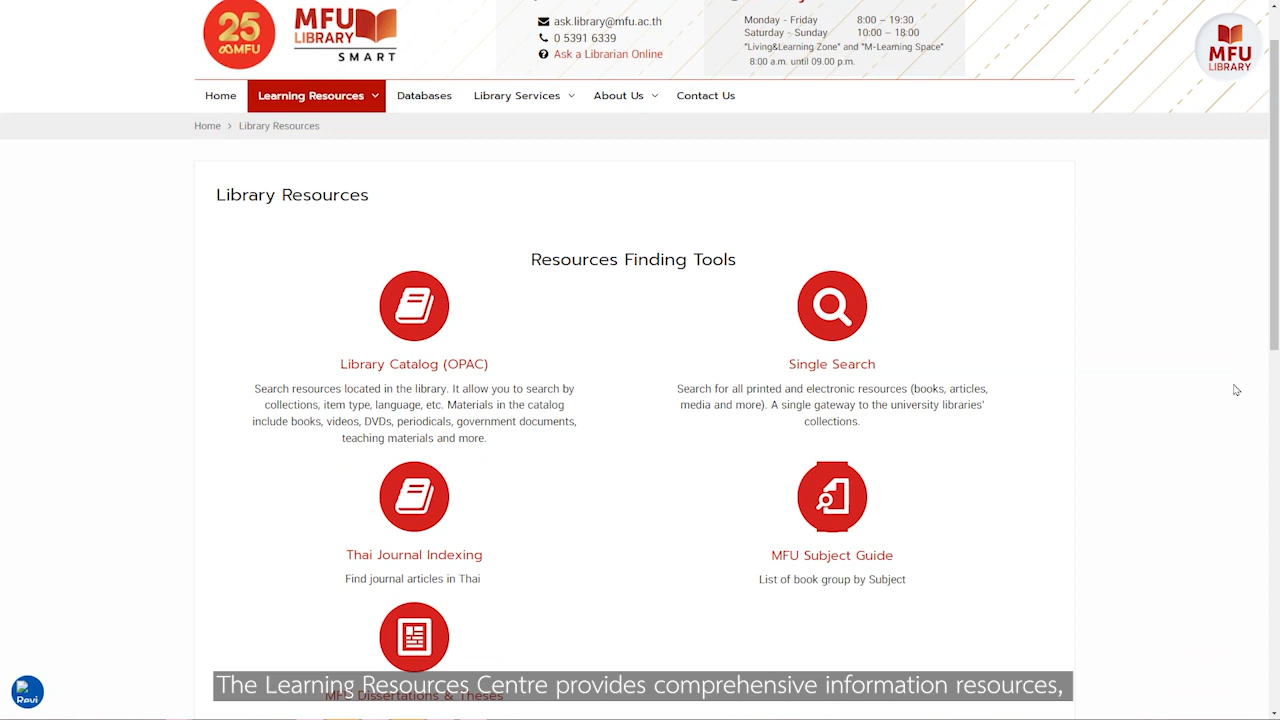 25
MFU
MFU
LIBRARY
SMART
ask.library@mfu.ac.th
0 5391 6339
Ask a Librarian Online
Monday - Friday 8:00 – 19:30
Saturday - Sunday 10:00 – 18:00
"Living&Learning Zone" and "M-Learning Space"
8:00 a.m. until 09.00 p.m.
MFU
LIBRARY
Home Learning Resources Databases Library Services About Us Contact Us
Home > Library Resources
Library Resources
Resources Finding Tools
Library Catalog (OPAC)
Search resources located in the library. It allow you to search by
collections, item type, language, etc. Materials in the catalog
include books, videos, DVDs, periodicals, government documents,
teaching materials and more.
Single Search
Search for all printed and electronic resources (books, articles,
media and more). A single gateway to the university libraries'
collections.
Thai Journal Indexing
Find journal articles in Thai
MFU Subject Guide
List of book group by Subject
MFU Dissertations & Theses
The Learning Resources Centre provides comprehensive information resources,
Ravi